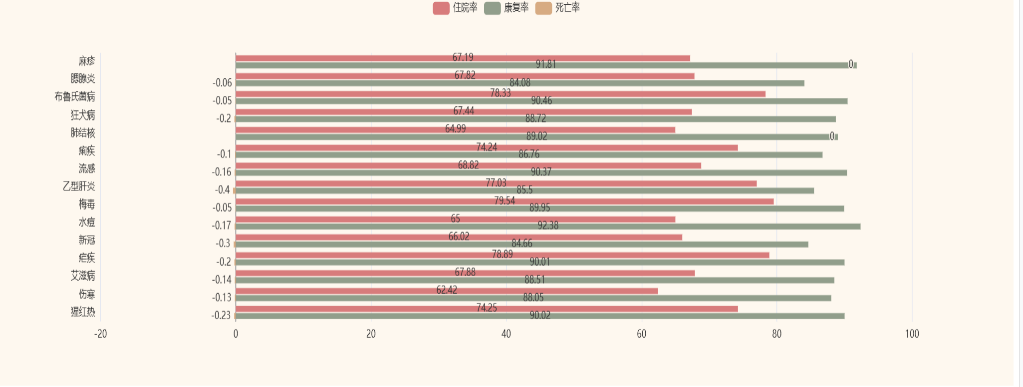 住院率 康复率 死亡率
麻疹 67.19 91.81 0
腮腺炎 67.82 -0.06 84.08
布鲁氏菌病 78.33 -0.05 90.46
狂犬病 67.44 -0.2 88.72
肺结核 64.99 89.02 0
痢疾 74.24 -0.1 86.76
流感 68.82 -0.16 90.37
乙型肝炎 77.03 -0.4 85.5
梅毒 79.54 -0.05 89.95
水痘 65 -0.17 92.38
新冠 66.02 -0.3 84.66
疟疾 78.89 -0.2 90.01
艾滋病 67.88 -0.14 88.51
伤寒 62.42 -0.13 88.05
猩红热 74.25 -0.23 90.02
-20 0 20 40 60 80 100